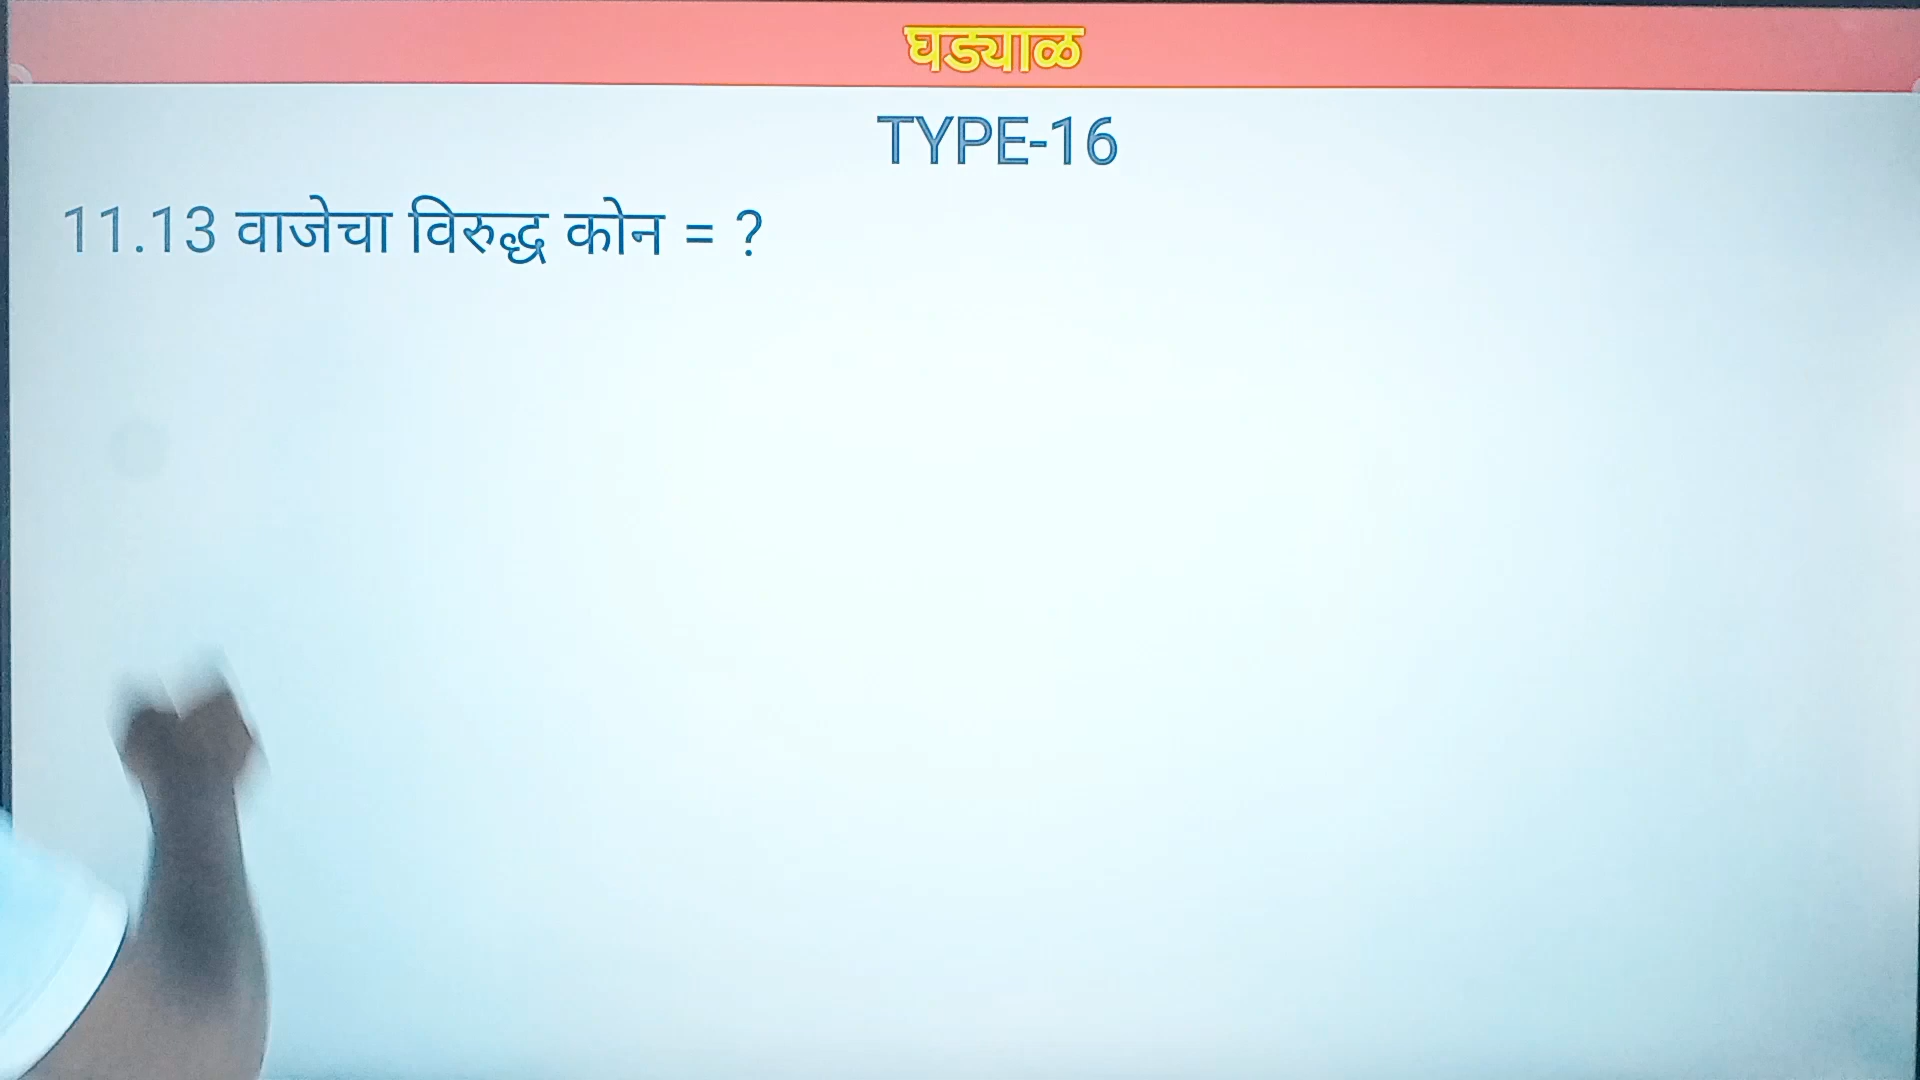 घड्याळ
TYPE-16
11.13 वाजेचा विरुद्ध कोन = ?